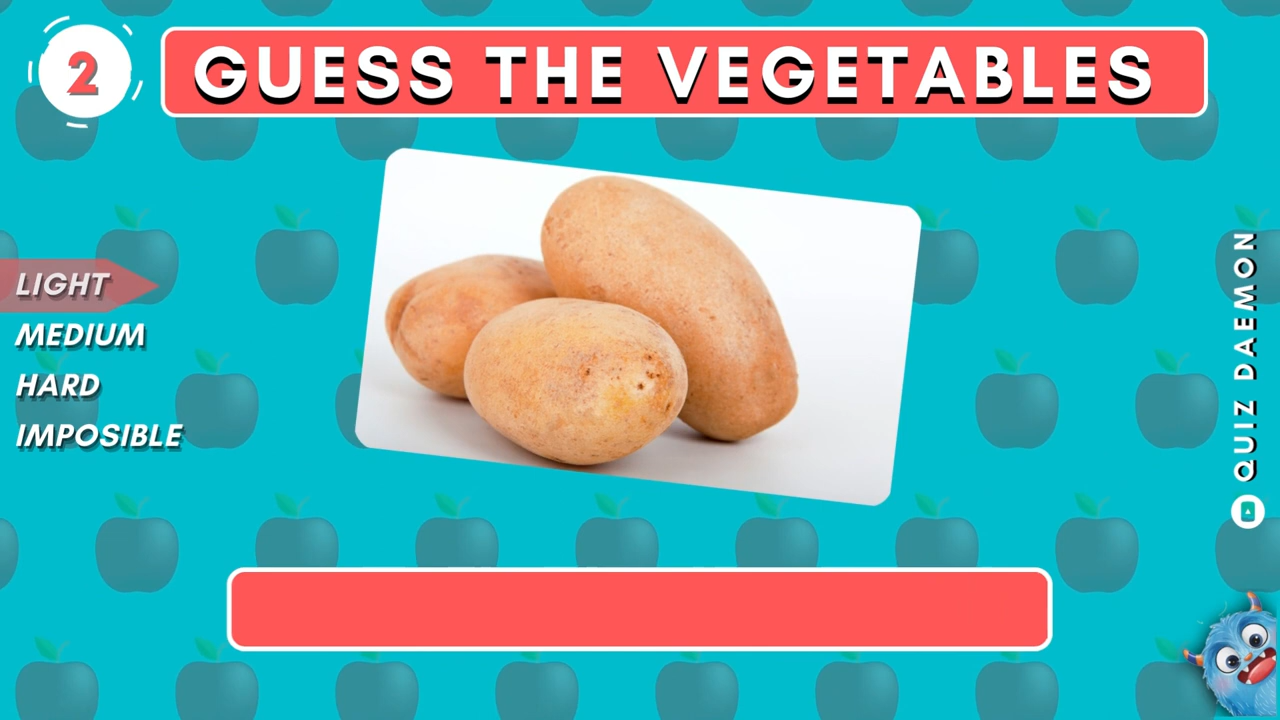 2
GUESS THE VEGETABLES
LIGHT
MEDIUM
HARD
IMPOSIBLE
QUIZ DAEMON